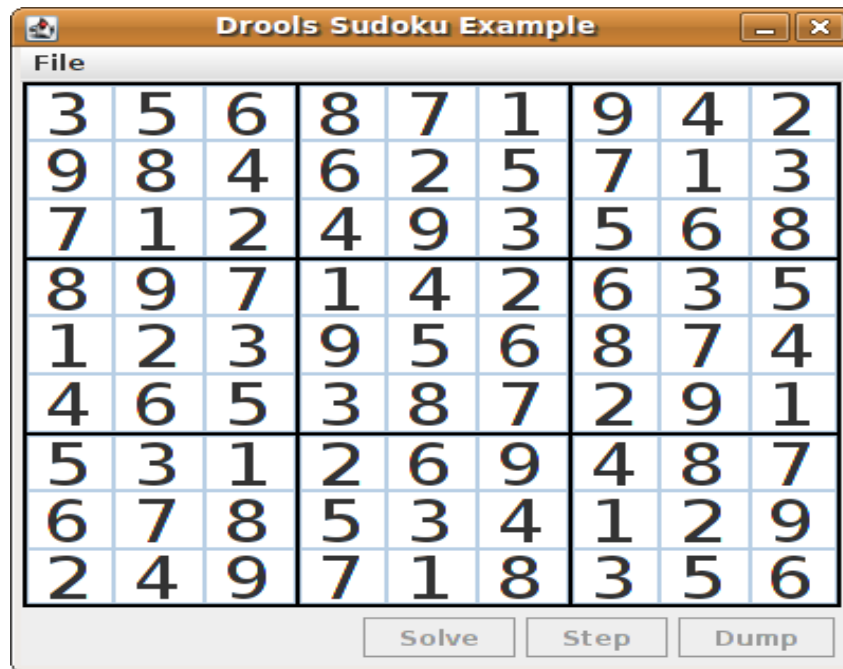 Drools Sudoku Example
File
3 5 6 8 7 1 9 4 2
9 8 4 6 2 5 7 1 3
7 1 2 4 9 3 5 6 8
8 9 7 1 4 2 6 3 5
1 2 3 9 5 6 8 7 4
4 6 5 3 8 7 2 9 1
5 3 1 2 6 9 4 8 7
6 7 8 5 3 4 1 2 9
2 4 9 7 1 8 3 5 6
Solve Step Dump